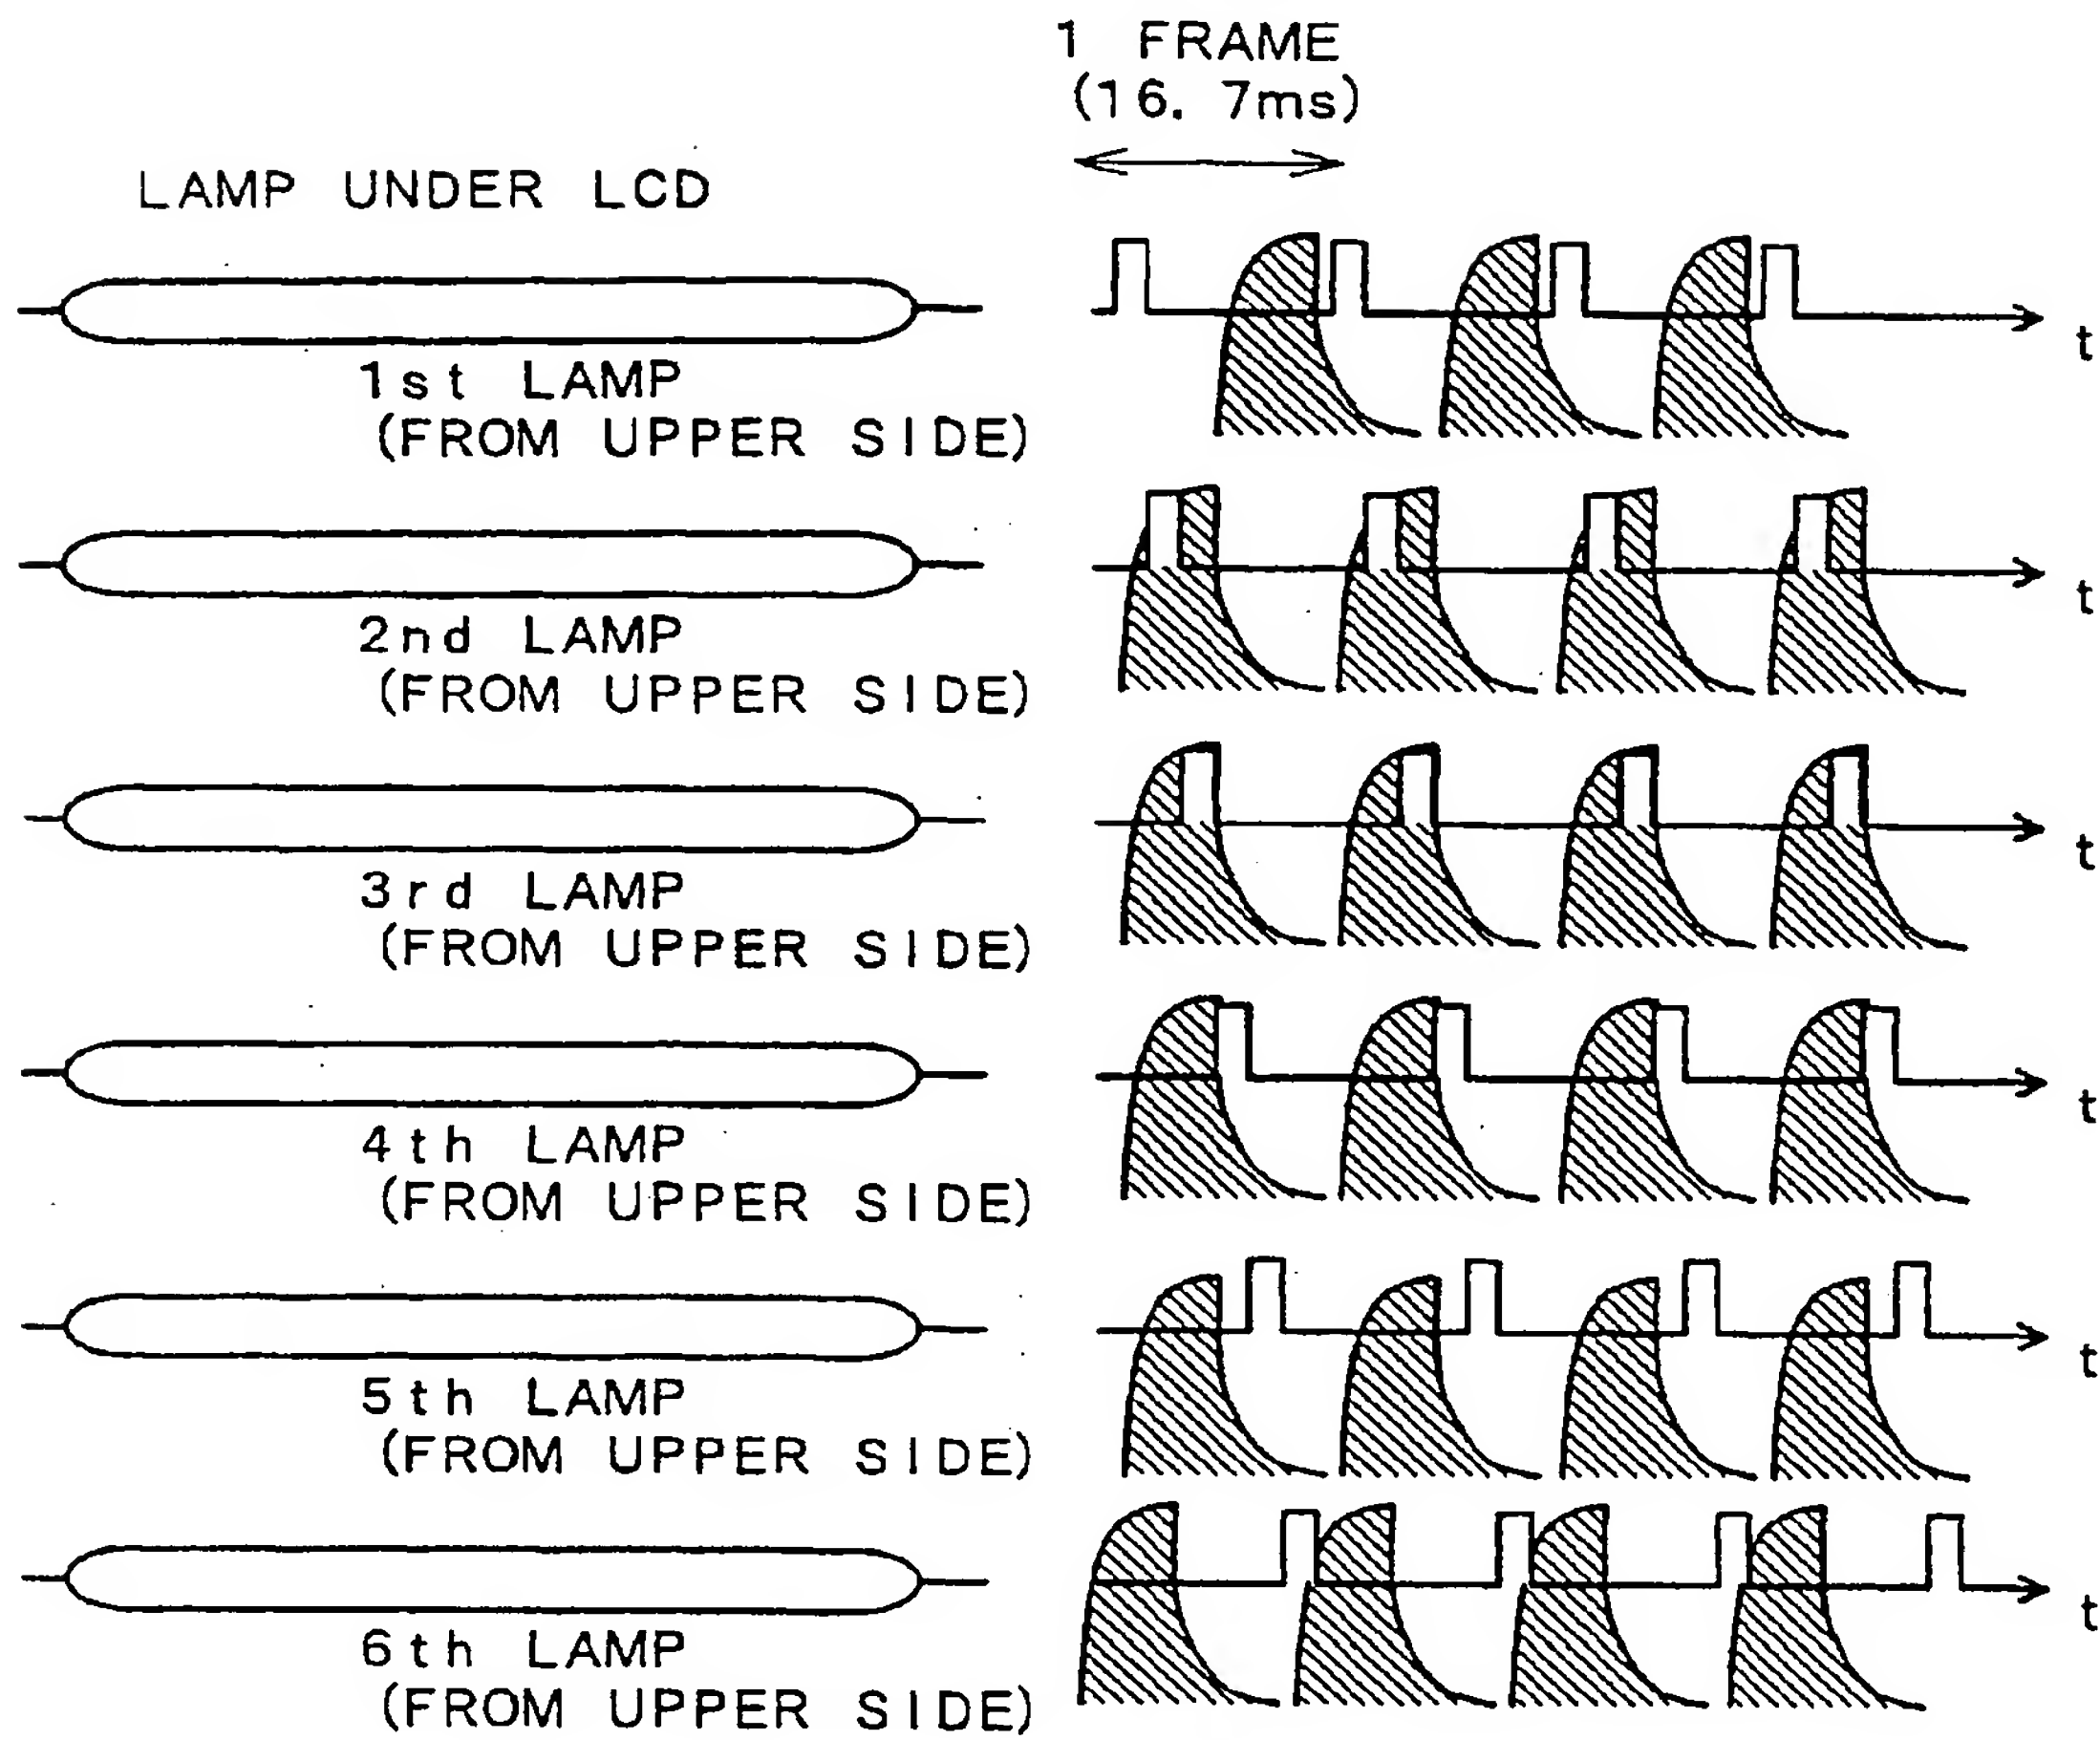 1 FRAME
(16. 7ms)
LAMP UNDER LCD
t
1st LAMP
(FROM UPPER SIDE)
t
2nd LAMP
(FROM UPPER SIDE)
t
3rd LAMP
(FROM UPPER SIDE)
t
4th LAMP
(FROM UPPER SIDE)
t
5th LAMP
(FROM UPPER SIDE)
t
6th LAMP
(FROM UPPER SIDE)